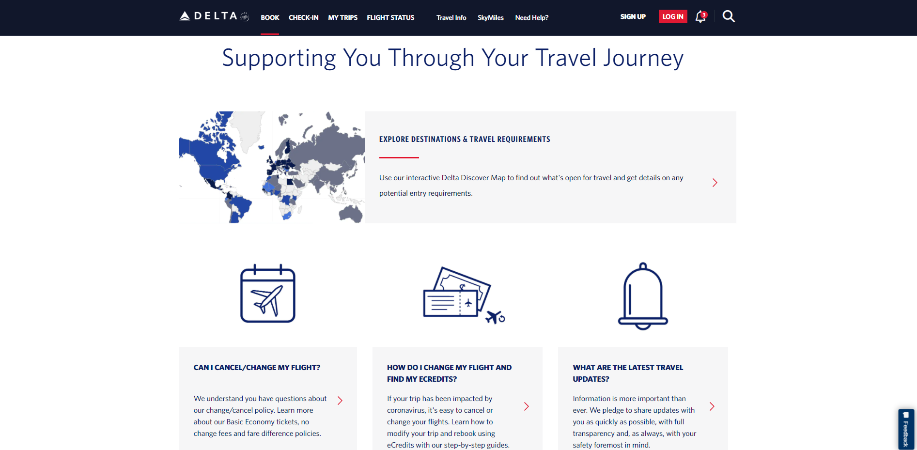 DELTA
BOOK CHECK-IN MY TRIPS FLIGHT STATUS Travel Info SkyMiles Need Help? SIGN UP LOG IN 3
Supporting You Through Your Travel Journey
EXPLORE DESTINATIONS & TRAVEL REQUIREMENTS
Use our interactive Delta Discover Map to find out what's open for travel and get details on any
potential entry requirements.
CAN I CANCEL/CHANGE MY FLIGHT?
We understand you have questions about
our change/cancel policy. Learn more
about our Basic Economy tickets, no
change fees and fare difference policies.
HOW DO I CHANGE MY FLIGHT AND
FIND MY ECREDITS?
If your trip has been impacted by
coronavirus, it's easy to cancel or
change your flights. Learn how to
modify your trip and rebook using
eCredits with our step-by-step guides.
WHAT ARE THE LATEST TRAVEL
UPDATES?
Information is more important than
ever. We pledge to share updates with
you as quickly as possible, with full
transparency and, as always, with your
safety foremost in mind.
Feedback